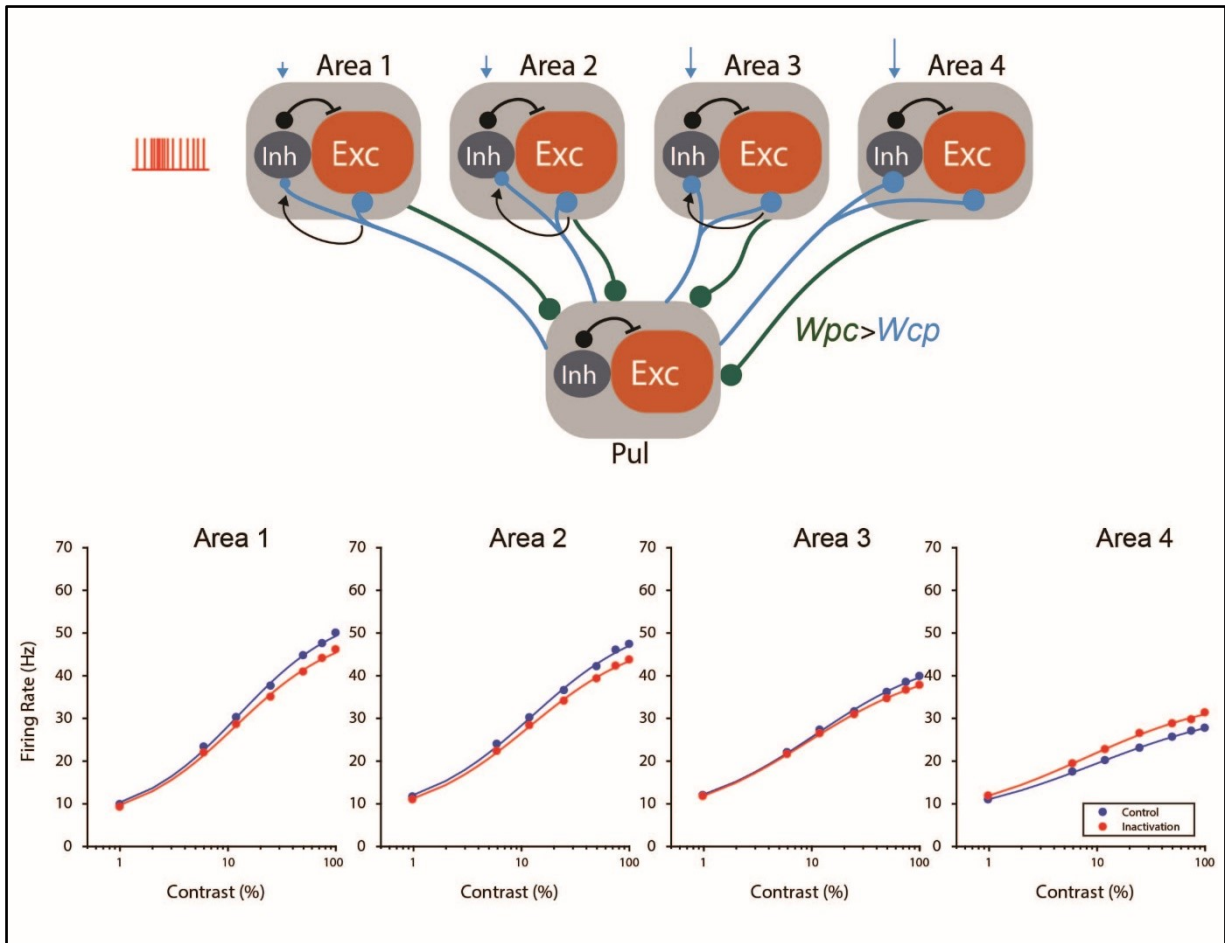 Area 1 Area 2 Area 3 Area 4
Inh Exc Inh Exc Inh Exc Inh Exc
Wpc>Wcp
Inh Exc
Pul
Area 1 Area 2 Area 3 Area 4
Firing Rate (Hz)
70 70 70 70
60 60 60 60
50 50 50 50
40 40 40 40
30 30 30 30
20 20 20 20
10 10 10 10
0 0 0 0
Control
Inactivation
1 10 100 1 10 100 1 10 100 1 10 100
Contrast (%) Contrast (%) Contrast (%) Contrast (%)